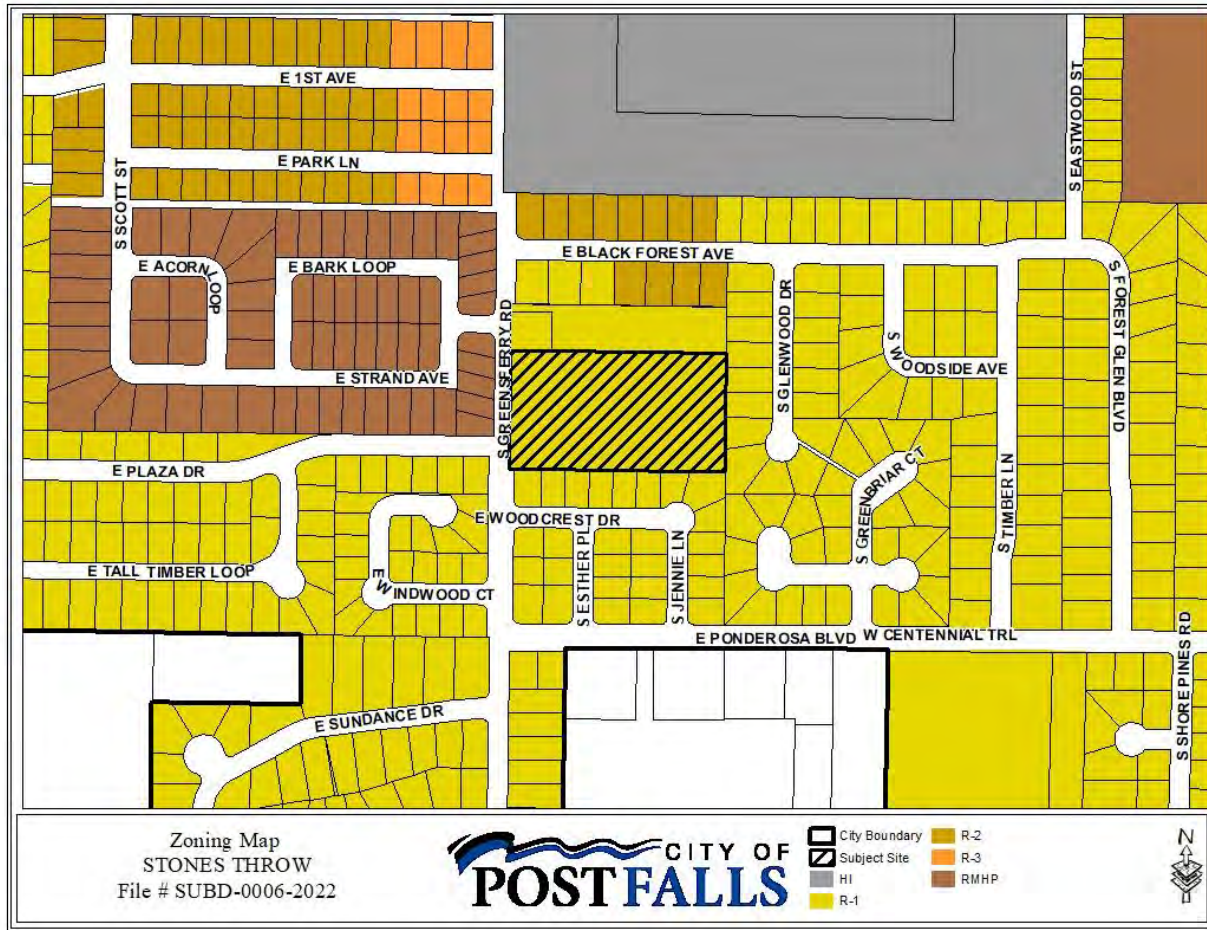 E 1ST AVE
E PARK LN
S SCOTT ST
S EASTWOOD ST
E ACORN LOOP
E BARK LOOP
E STRAND AVE
S GREENSFERRY RD
E BLACK FOREST AVE
S GLENWOOD DR
S WOODSIDE AVE
S FOREST GLEN BLVD
E PLAZA DR
E WOODCREST DR
S GREENBRIAR CT
S TIMBER LN
E TALL TIMBER LOOP
E WINDWOOD CT
S ESTHER PL
S JENNIE LN
E PONDEROSA BLVD
W CENTENNIAL TRL
S SHORE PINES RD
E SUNDANCE DR
Zoning Map
STONES THROW
File # SUBD-0006-2022
CITY OF
POST FALLS
City Boundary
Subject Site
HI
R-1
R-2
R-3
RMHP
N